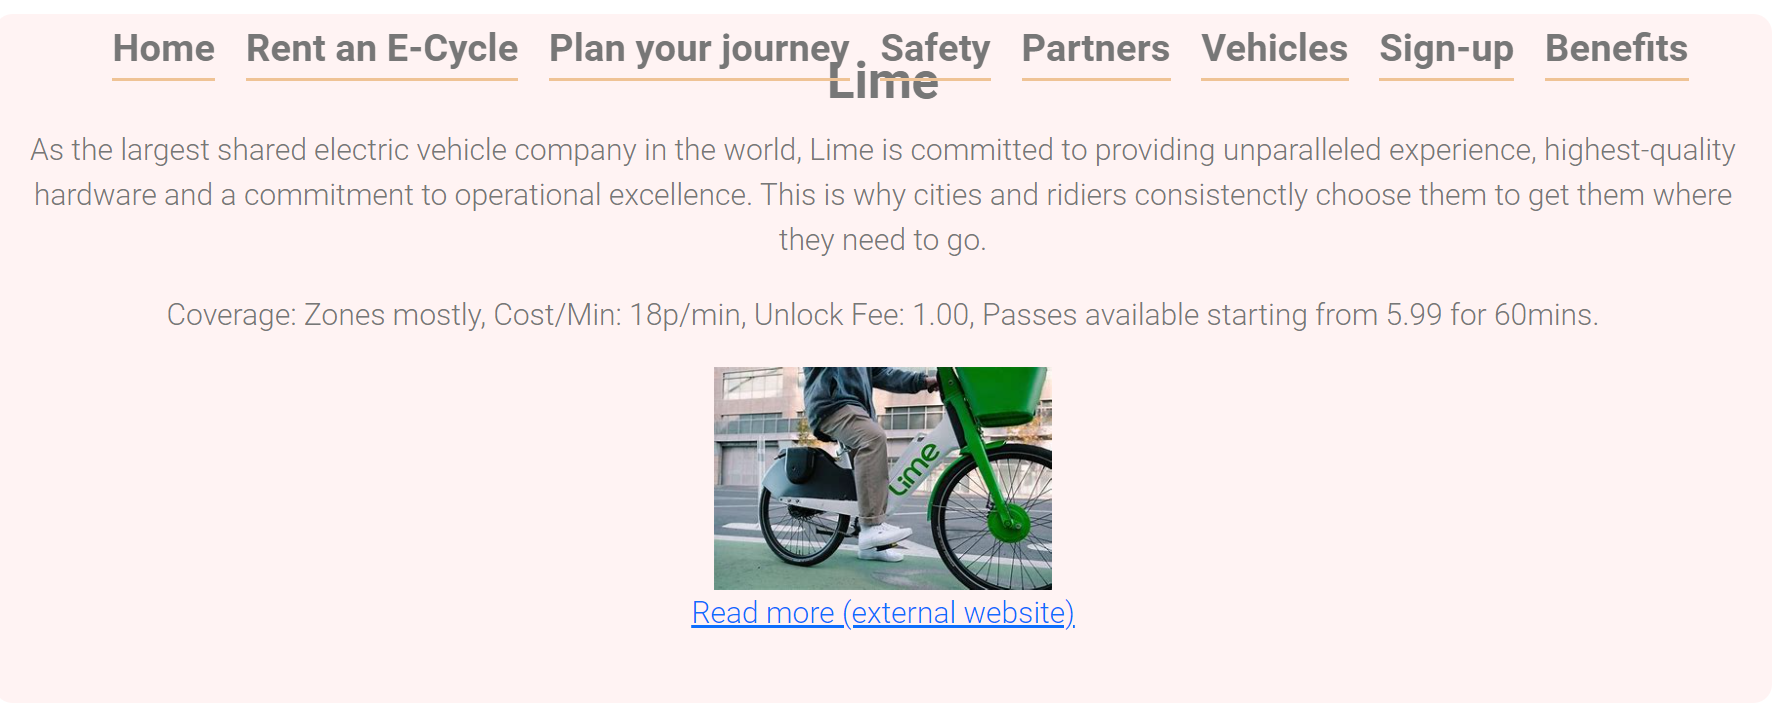 Home Rent an E-Cycle Plan your journey Safety Partners Vehicles Sign-up Benefits
Lime
As the largest shared electric vehicle company in the world, Lime is committed to providing unparalleled experience, highest-quality
hardware and a commitment to operational excellence. This is why cities and ridiers consistenctly choose them to get them where
they need to go.
Coverage: Zones mostly, Cost/Min: 18p/min, Unlock Fee: 1.00, Passes available starting from 5.99 for 60mins.
Lime
Read more (external website)